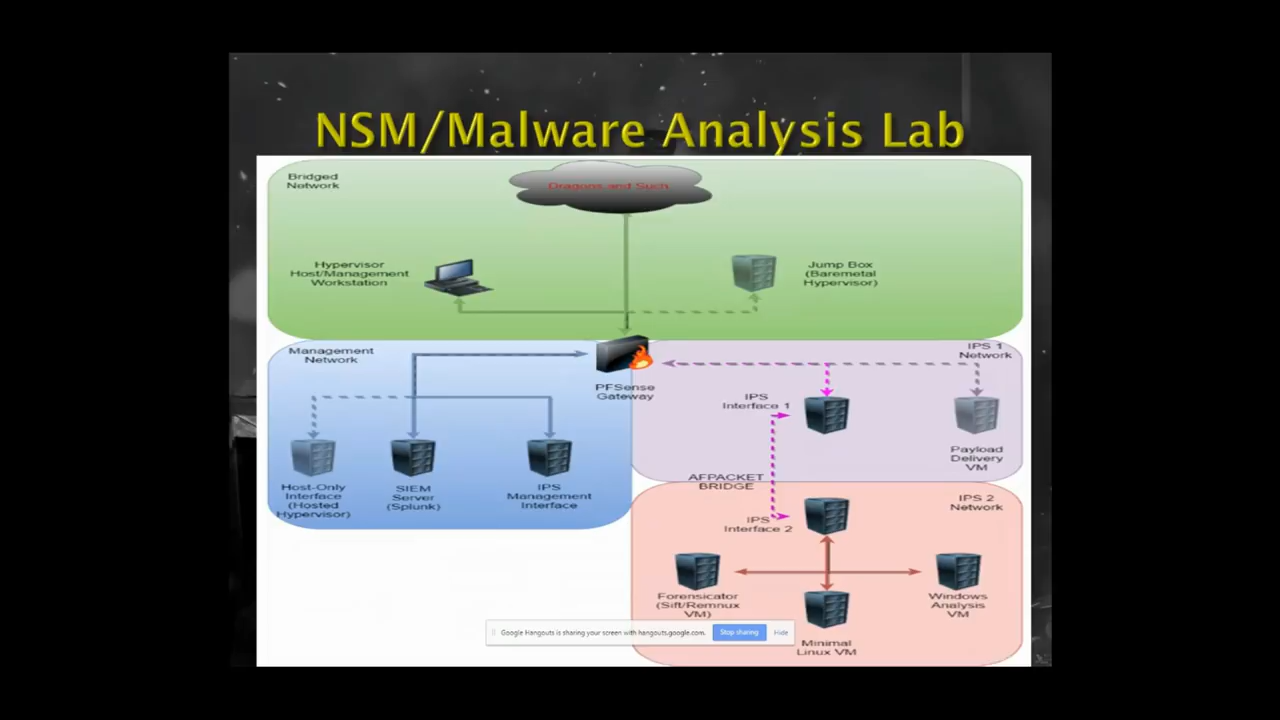 NSM/Malware Analysis Lab
Bridged
Network
Dragons and Such
Hypervisor
Host/Management
Workstation
Jump Box
(Baremetal
Hypervisor)
Management
Network
PFSense
Gateway
IPS 1
Network
IPS
Interface 1
Payload
Delivery
VM
Host-Only
Interface
(Hosted
Hypervisor)
SIEM
Server
(Splunk)
IPS
Management
Interface
AFPACKET
BRIDGE
IPS 2
Network
IPS
Interface 2
Forensicator
(Sift/Remnux
VM)
Windows
Analysis
VM
Minimal
Linux VM
Google Hangouts is sharing your screen with hangouts.google.com.
Stop sharing
Hide